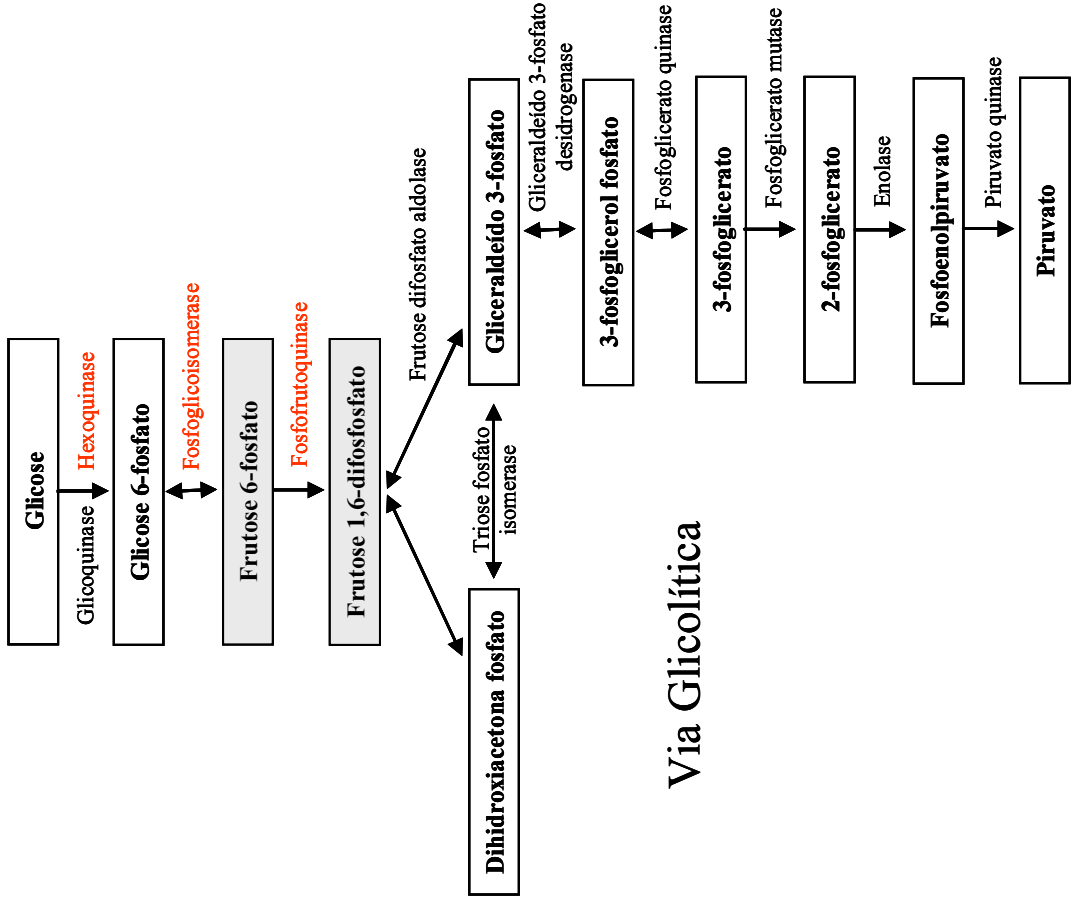 Glicose
Glicoquinase
Hexoquinase
Glicose 6-fosfato
Fosfoglicoisomerase
Frutose 6-fosfato
Fosfofrutoquinase
Frutose 1,6-difosfosfato
Frutose difosfato aldolase
Dihidroxiacetona fosfato
Triose fosfato
isomerase
Gliceraldeído 3-fosfato
Gliceraldeído 3-fosfato
desidrogenase
3-fosfoglicerol fosfato
Fosfoglicerato quinase
3-fosfoglicerato
Fosfoglicerato mutase
2-fosfoglicerato
Enolase
Fosfoenolpiruvato
Piruvato quinase
Piruvato
Via Glicolítica